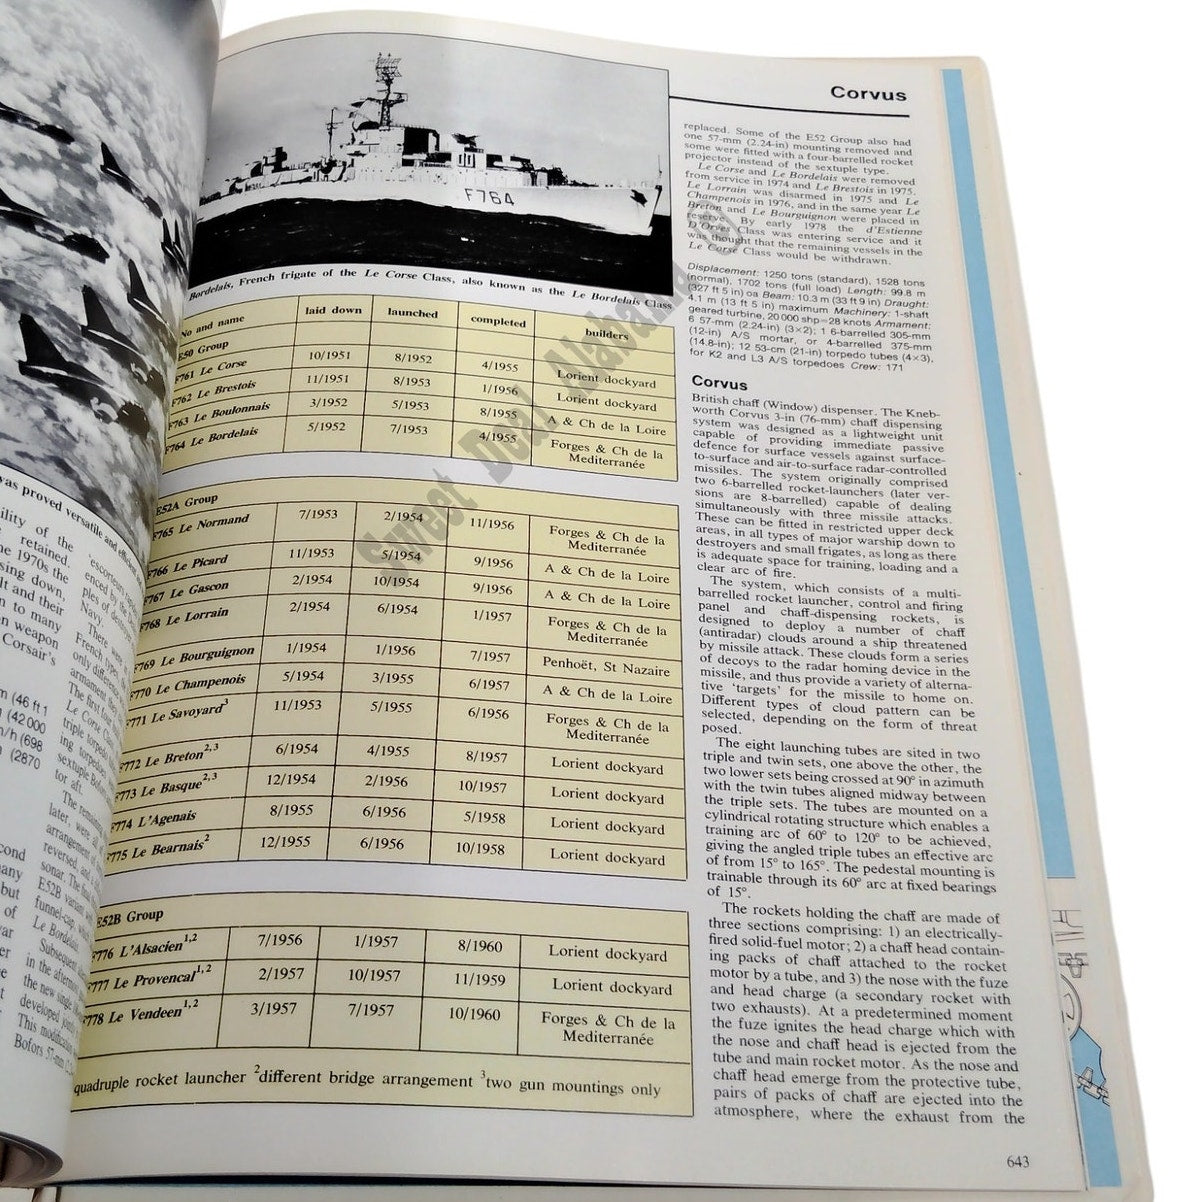 Corvus
Bordelais, French frigate of the Le Corse Class, also known as the Le Bordelais Class
No and name laid down launched completed builders
E50 Group
F761 Le Corse 10/1951 8/1952 4/1955 Lorient dockyard
F762 Le Brestois 11/1951 8/1953 1/1956 Lorient dockyard
F763 Le Boulonnais 3/1952 5/1953 8/1955 A & Ch de la Loire
F764 Le Bordelais 5/1952 7/1953 4/1955 Forges & Ch de la
Mediterranée
E52A Group
F765 Le Normand 7/1953 2/1954 11/1956 Forges & Ch de la
Mediterranée
F766 Le Picard 11/1953 5/1954 9/1956 A & Ch de la Loire
F767 Le Gascon 2/1954 10/1954 9/1956 A & Ch de la Loire
F768 Le Lorrain 2/1954 6/1954 1/1957 Forges & Ch de la
Mediterranée
F769 Le Bourguignon 1/1954 1/1956 7/1957 Penhoët, St Nazaire
F770 Le Champenois 5/1954 3/1955 6/1957 A & Ch de la Loire
F771 Le Savoyard3 11/1953 5/1955 6/1956 Forges & Ch de la
Mediterranée
F772 Le Breton2,3 6/1954 4/1955 8/1957 Lorient dockyard
F773 Le Basque2,3 12/1954 2/1956 10/1957 Lorient dockyard
F774 L'Agenais 8/1955 6/1956 5/1958 Lorient dockyard
F775 Le Bearnais2 12/1955 6/1956 10/1958 Lorient dockyard
E52B Group
F776 L'Alsacien1,2 7/1956 1/1957 8/1960 Lorient dockyard
F777 Le Provencal1,2 2/1957 10/1957 11/1959 Lorient dockyard
F778 Le Vendeen1,2 3/1957 7/1957 10/1960 Forges & Ch de la
Mediterranée
quadruple rocket launcher 2different bridge arrangement 3two gun mountings only
replaced. Some of the E52 Group also had
one 57-mm (2.24-in) mounting removed and
some were fitted with a four-barrelled rocket
projector instead of the sextuple type.
Le Corse and Le Bordelais were removed
from service in 1974 and Le Brestois in 1975.
Le Lorrain was disarmed in 1975 and Le
Champenois in 1976, and in the same year Le
Breton and Le Bourguignon were placed in
reserve. By early 1978 the d'Estienne
D'Orves Class was entering service and it
was thought that the remaining vessels in the
Le Corse Class would be withdrawn.
Displacement: 1250 tons (standard), 1528 tons
(normal), 1702 tons (full load) Length: 99.8 m
(327 ft 5 in) oa Beam: 10.3 m (33 ft 9 in) Draught:
4.1 m (13 ft 5 in) maximum Machinery: 1-shaft
geared turbine, 20 000 shp=28 knots Armament:
6 57-mm (2.24-in) (3×2); 1 6-barrelled 305-mm
(12-in) A/S mortar, or 4-barrelled 375-mm
(14.8-in); 12 53-cm (21-in) torpedo tubes (4×3),
for K2 and L3 A/S torpedoes Crew: 171
Corvus
British chaff (Window) dispenser. The Kneb-
worth Corvus 3-in (76-mm) chaff dispensing
system was designed as a lightweight unit
capable of providing immediate passive
defence for surface vessels against surface-
to-surface and air-to-surface radar-controlled
missiles. The system originally comprised
two 6-barrelled rocket-launchers (later ver-
sions are 8-barrelled) capable of dealing
simultaneously with three missile attacks.
These can be fitted in restricted upper deck
areas, in all types of major warship down to
destroyers and small frigates, as long as there
is adequate space for training, loading and a
clear arc of fire.
The system, which consists of a multi-
barrelled rocket launcher, control and firing
panel and chaff-dispensing rockets, is
designed to deploy a number of chaff
(antiradar) clouds around a ship threatened
by missile attack. These clouds form a series
of decoys to the radar homing device in the
missile, and thus provide a variety of alterna-
tive 'targets' for the missile to home on.
Different types of cloud pattern can be
selected, depending on the form of threat
posed.
The eight launching tubes are sited in two
triple and twin sets, one above the other, the
two lower sets being crossed at 90° in azimuth
with the twin tubes aligned midway between
the triple sets. The tubes are mounted on a
cylindrical rotating structure which enables a
training arc of 60° to 120° to be achieved,
giving the angled triple tubes an effective arc
of from 15° to 165°. The pedestal mounting is
trainable through its 60° arc at fixed bearings
of 15°.
The rockets holding the chaff are made of
three sections comprising: 1) an electrically-
fired solid-fuel motor; 2) a chaff head contain-
ing packs of chaff attached to the rocket
motor by a tube, and 3) the nose with the fuze
and head charge (a secondary rocket with
two exhausts). At a predetermined moment
the fuze ignites the head charge which with
the nose and chaff head is ejected from the
tube and main rocket motor. As the nose and
chaff head emerge from the protective tube,
pairs of packs of chaff are ejected into the
atmosphere, where the exhaust from the
643
F764
Sweet Deal Alabama ©